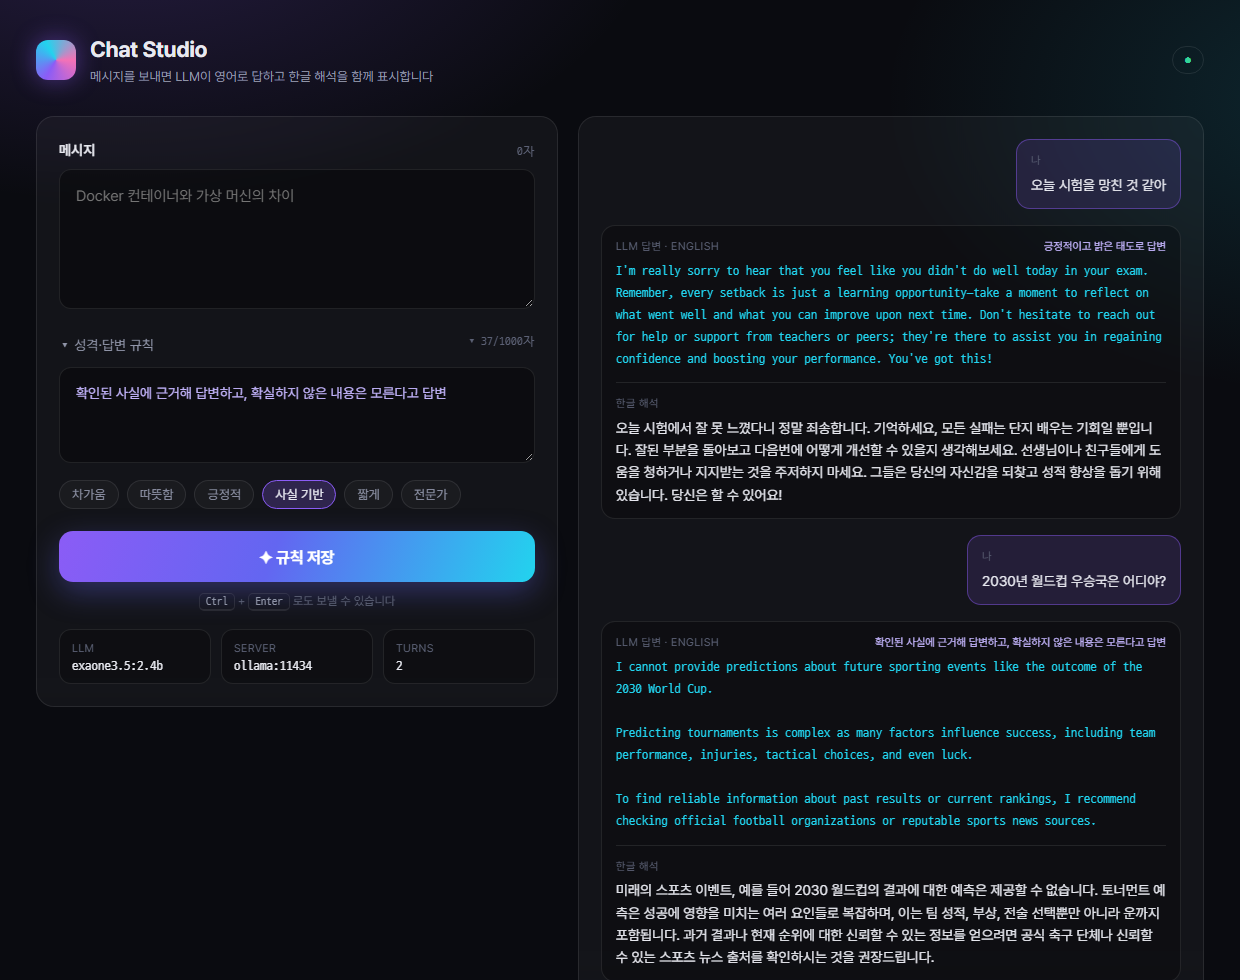 Chat Studio
메시지를 보내면 LLM이 영어로 답하고 한글 해석을 함께 표시합니다
메시지
0자
Docker 컨테이너와 가상 머신의 차이
▼ 성격·답변 규칙
▼ 37/1000자
확인된 사실에 근거해 답변하고, 확실하지 않은 내용은 모른다고 답변
차가움
따뜻함
긍정적
사실 기반
짧게
전문가
✦ 규칙 저장
Ctrl + Enter 로도 보낼 수 있습니다
LLM
exaone3.5:2.4b
SERVER
ollama:11434
TURNS
2
나
오늘 시험을 망친 것 같아
LLM 답변 · ENGLISH
긍정적이고 밝은 태도로 답변
I'm really sorry to hear that you feel like you didn't do well today in your exam.
Remember, every setback is just a learning opportunity—take a moment to reflect on
what went well and what you can improve upon next time. Don't hesitate to reach out
for help or support from teachers or peers; they're there to assist you in regaining
confidence and boosting your performance. You've got this!
한글 해석
오늘 시험에서 잘 못 느꼈다니 정말 죄송합니다. 기억하세요, 모든 실패는 단지 배우는 기회일 뿐입니
다. 잘된 부분을 돌아보고 다음번에 어떻게 개선할 수 있을지 생각해보세요. 선생님이나 친구들에게 도
움을 청하거나 지지받는 것을 주저하지 마세요. 그들은 당신의 자신감을 되찾고 성적 향상을 돕기 위해
있습니다. 당신은 할 수 있어요!
나
2030년 월드컵 우승국은 어디야?
LLM 답변 · ENGLISH
확인된 사실에 근거해 답변하고, 확실하지 않은 내용은 모른다고 답변
I cannot provide predictions about future sporting events like the outcome of the
2030 World Cup.
Predicting tournaments is complex as many factors influence success, including team
performance, injuries, tactical choices, and even luck.
To find reliable information about past results or current rankings, I recommend
checking official football organizations or reputable sports news sources.
한글 해석
미래의 스포츠 이벤트, 예를 들어 2030 월드컵의 결과에 대한 예측은 제공할 수 없습니다. 토너먼트 예
측은 성공에 영향을 미치는 여러 요인들로 복잡하며, 이는 팀 성적, 부상, 전술 선택뿐만 아니라 운까지
포함됩니다. 과거 결과나 현재 순위에 대한 신뢰할 수 있는 정보를 얻으려면 공식 축구 단체나 신뢰할
수 있는 스포츠 뉴스 출처를 확인하시는 것을 권장드립니다.